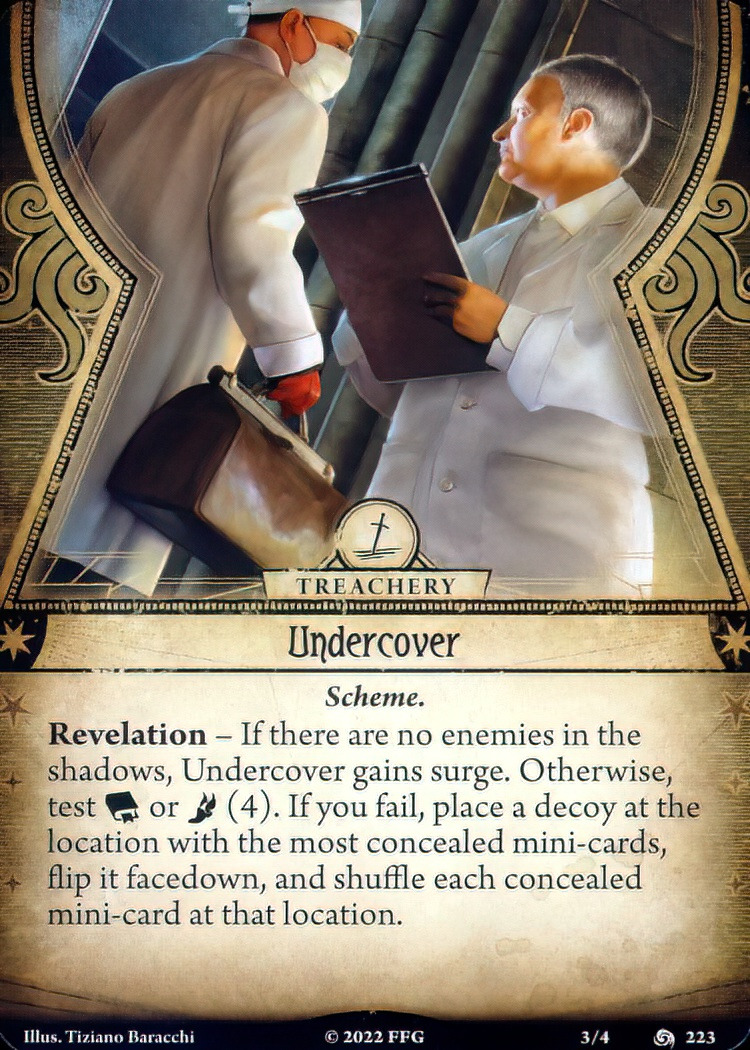 TREACHERY
Undercover
Scheme.
Revelation – If there are no enemies in the
shadows, Undercover gains surge. Otherwise,
test or (4). If you fail, place a decoy at the
location with the most concealed mini-cards,
flip it facedown, and shuffle each concealed
mini-card at that location.
Illus. Tiziano Baracchi © 2022 FFG 3/4 223